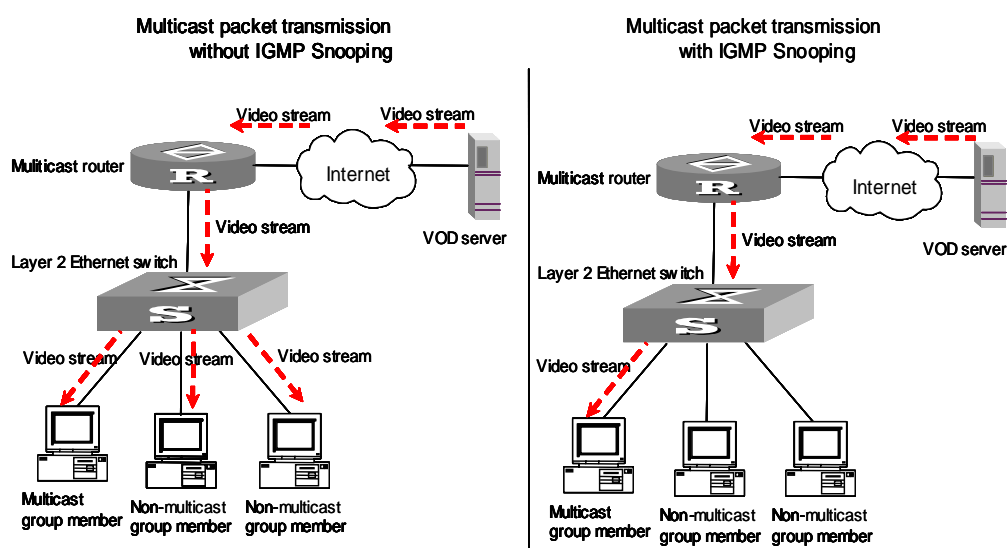 Multicast packet transmission
without IGMP Snooping
Video stream
Video stream
Muliticast router
R
Internet
Video stream
VOD server
Layer 2 Ethernet switch
S
Video stream
Video stream
Video stream
Multicast
group member
Non-multicast
group member
Non-multicast
group member
Multicast packet transmission
with IGMP Snooping
Video stream
Video stream
Muliticast router
R
Internet
Video stream
VOD server
Layer 2 Ethernet switch
S
Video stream
Multicast
group member
Non-multicast
group member
Non-multicast
group member